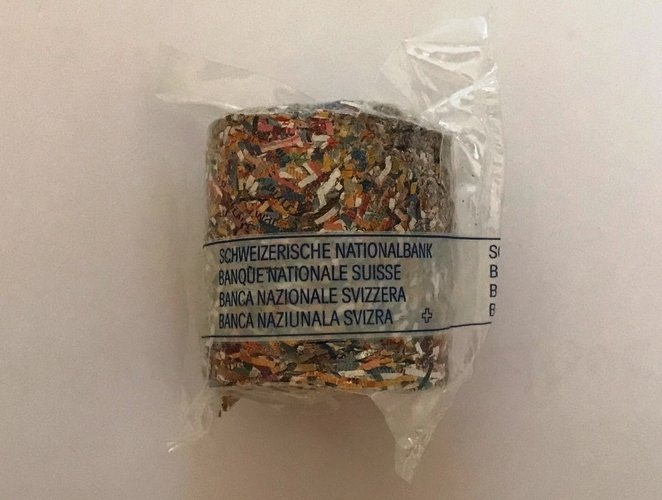 SCHWEIZERISCHE NATIONALBANK
BANQUE NATIONALE SUISSE
BANCA NAZIONALE SVIZZERA
BANCA NAZIUNALA SVIZRA